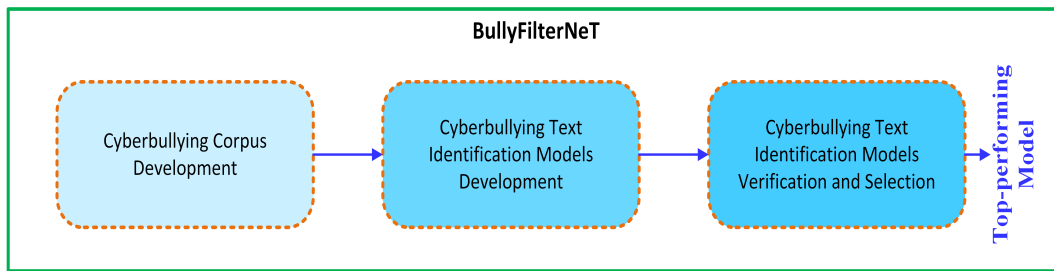 BullyFilterNeT
Cyberbullying Corpus
Development
Cyberbullying Text
Identification Models
Development
Cyberbullying Text
Identification Models
Verification and Selection
Top-performing
Model